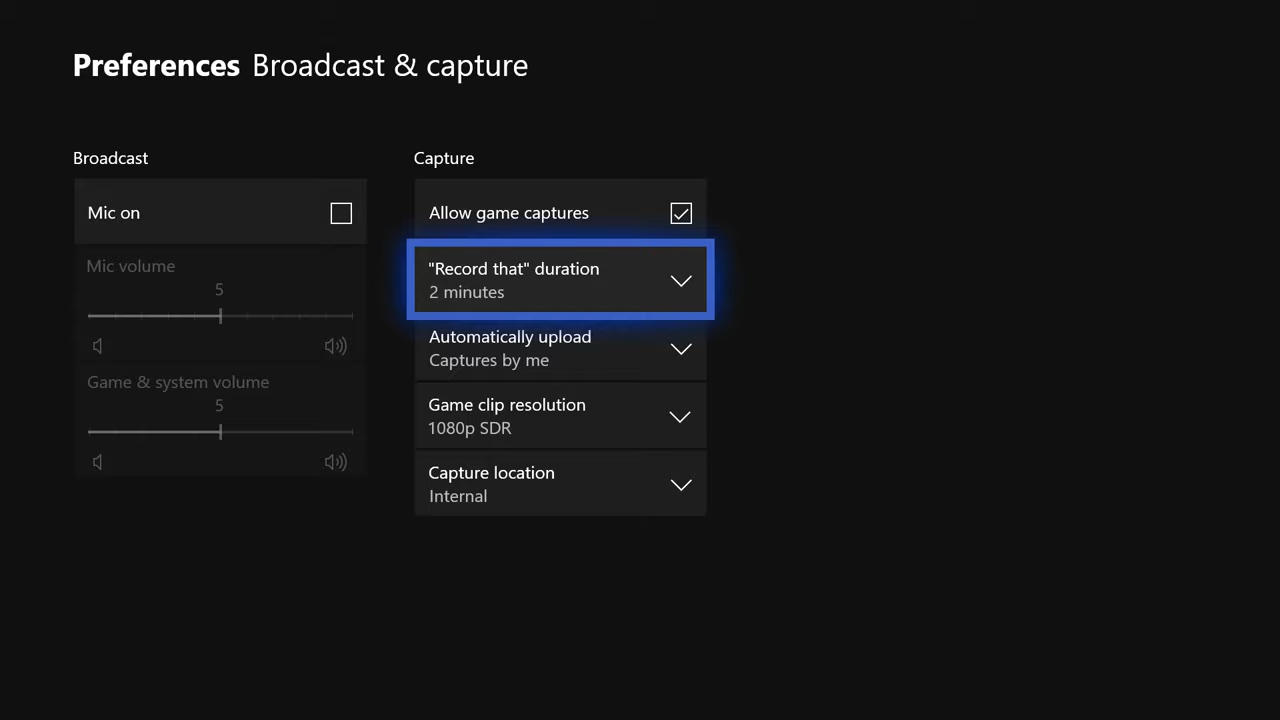 Preferences Broadcast & capture
Broadcast
Mic on
Mic volume
5
Game & system volume
5
Capture
Allow game captures
"Record that" duration
2 minutes
Automatically upload
Captures by me
Game clip resolution
1080p SDR
Capture location
Internal